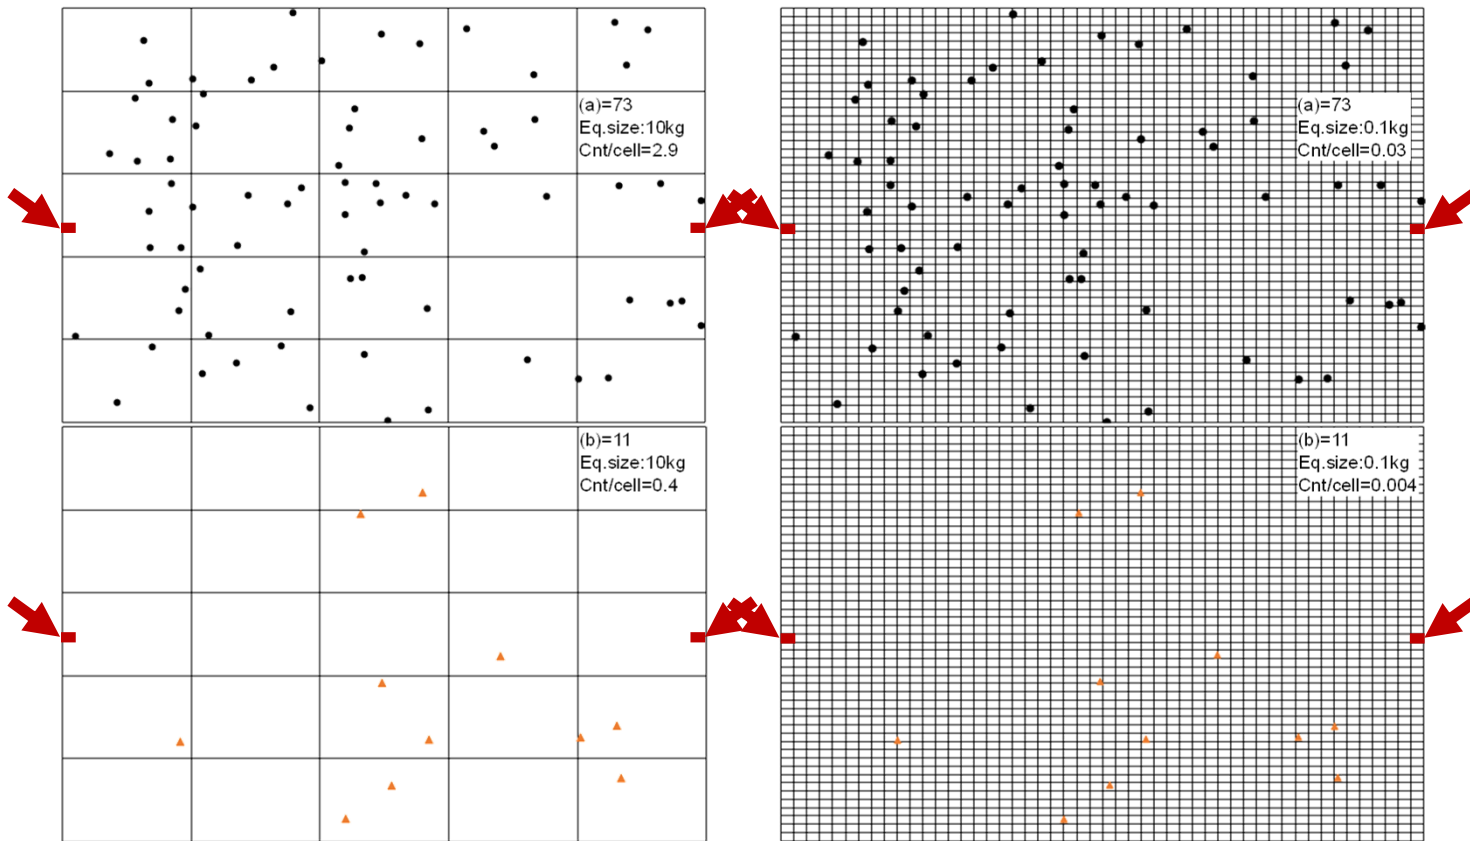 (a)=73
Eq.size:10kg
Cnt/cell=2.9
(a)=73
Eq.size:0.1kg
Cnt/cell=0.03
(b)=11
Eq.size:10kg
Cnt/cell=0.4
(b)=11
Eq.size:0.1kg
Cnt/cell=0.004